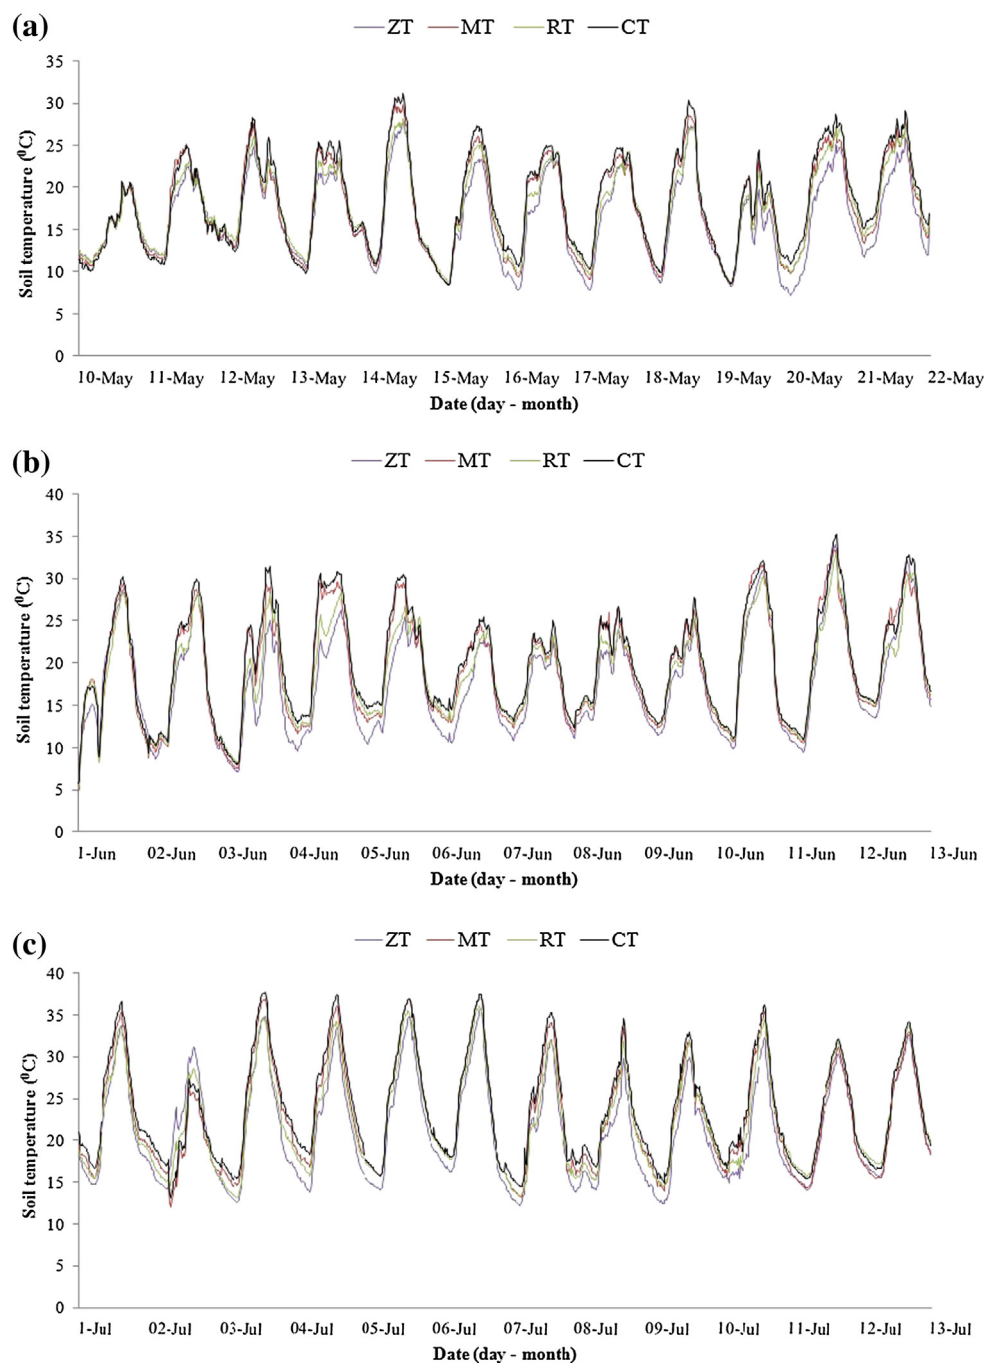 (a)
ZT MT RT CT
35
30
25
20
15
10
5
0
Soil temperature (⁰C)
10-May 11-May 12-May 13-May 14-May 15-May 16-May 17-May 18-May 19-May 20-May 21-May 22-May
Date (day - month)
(b)
ZT MT RT CT
40
35
30
25
20
15
10
5
0
Soil temperature (⁰C)
1-Jun 02-Jun 03-Jun 04-Jun 05-Jun 06-Jun 07-Jun 08-Jun 09-Jun 10-Jun 11-Jun 12-Jun 13-Jun
Date (day - month)
(c)
ZT MT RT CT
40
35
30
25
20
15
10
5
0
Soil temperature (⁰C)
1-Jul 02-Jul 03-Jul 04-Jul 05-Jul 06-Jul 07-Jul 08-Jul 09-Jul 10-Jul 11-Jul 12-Jul 13-Jul
Date (day - month)